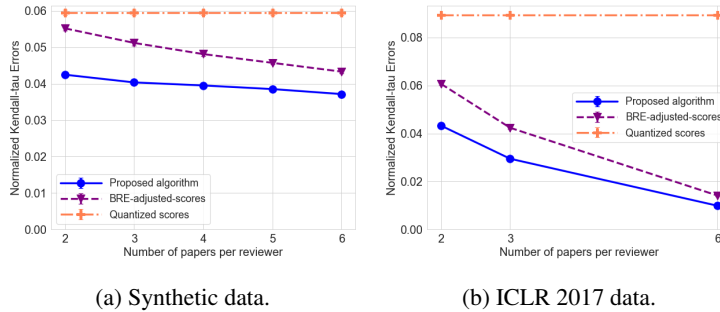 0.06
0.05
0.04
0.03
0.02
0.01
0.00
Normalized Kendall-tau Errors
Proposed algorithm
BRE-adjusted-scores
Quantized scores
2 3 4 5 6
Number of papers per reviewer
(a) Synthetic data.
0.08
0.06
0.04
0.02
0.00
Normalized Kendall-tau Errors
Proposed algorithm
BRE-adjusted-scores
Quantized scores
2 3 6
Number of papers per reviewer
(b) ICLR 2017 data.